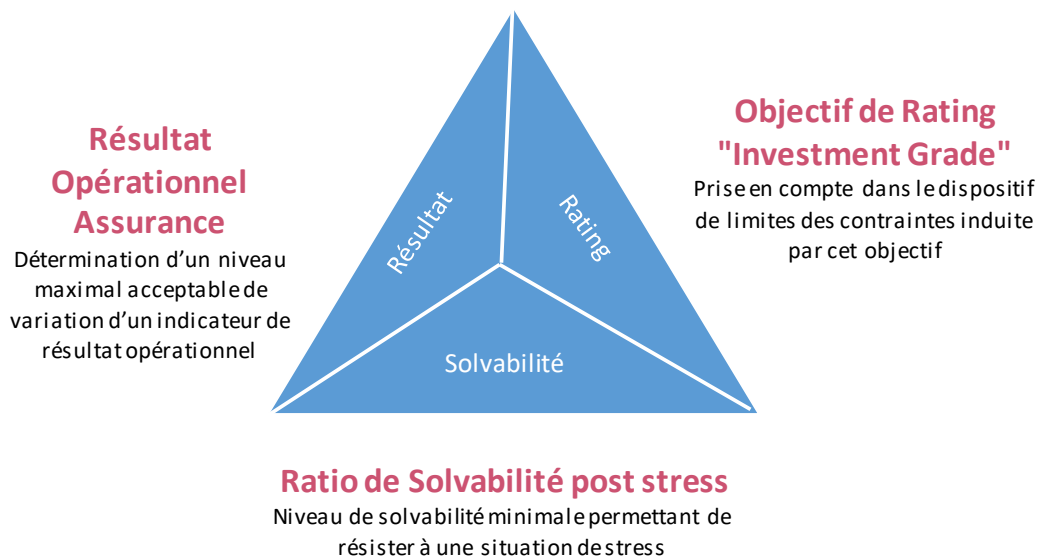 Résultat
Opérationnel
Assurance
Détermination d'un niveau
maximal acceptable de
variation d'un indicateur de
résultat opérationnel
Résultat
Rating
Solvabilité
Objectif de Rating
"Investment Grade"
Prise en compte dans le dispositif
de limites des contraintes induite
par cet objectif
Ratio de Solvabilité post stress
Niveau de solvabilité minimale permettant de
résister à une situation de stress